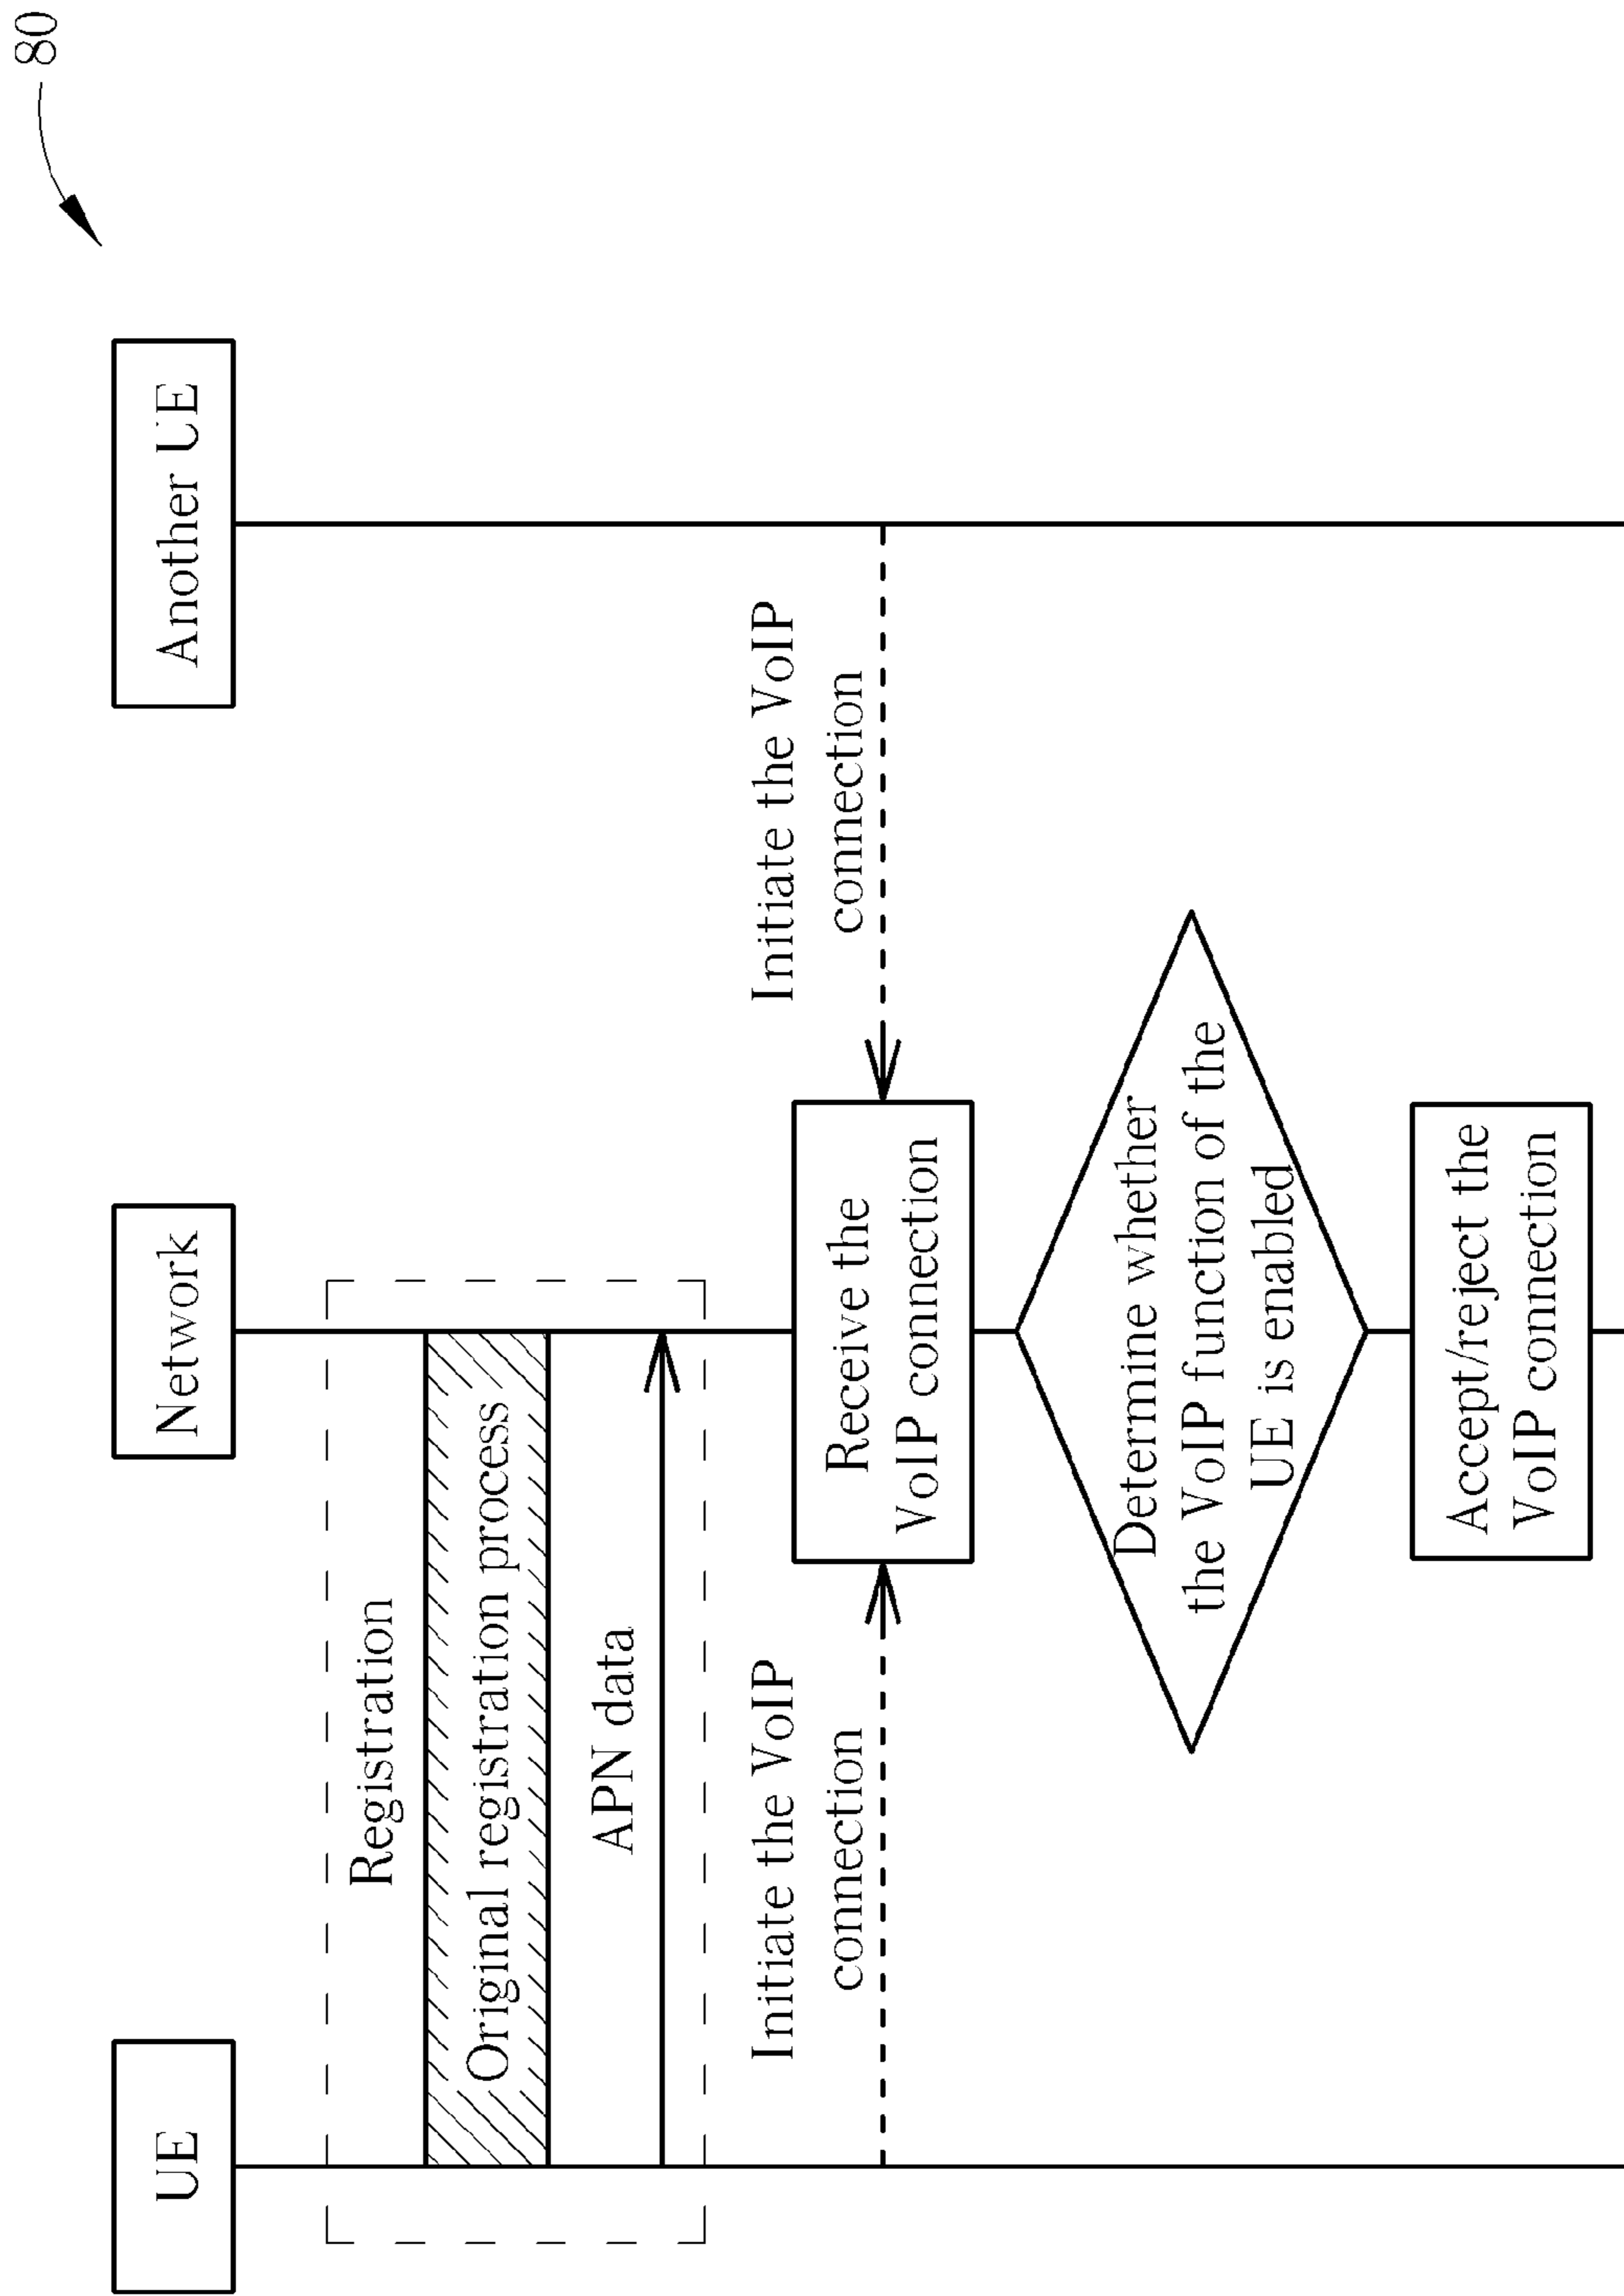 80
UE
Network
Another UE
Registration
Original registration process
APN data
Initiate the VoIP
connection
Initiate the VoIP
connection
Receive the
VoIP connection
Determine whether
the VoIP function of the
UE is enabled
Accept/reject the
VoIP connection